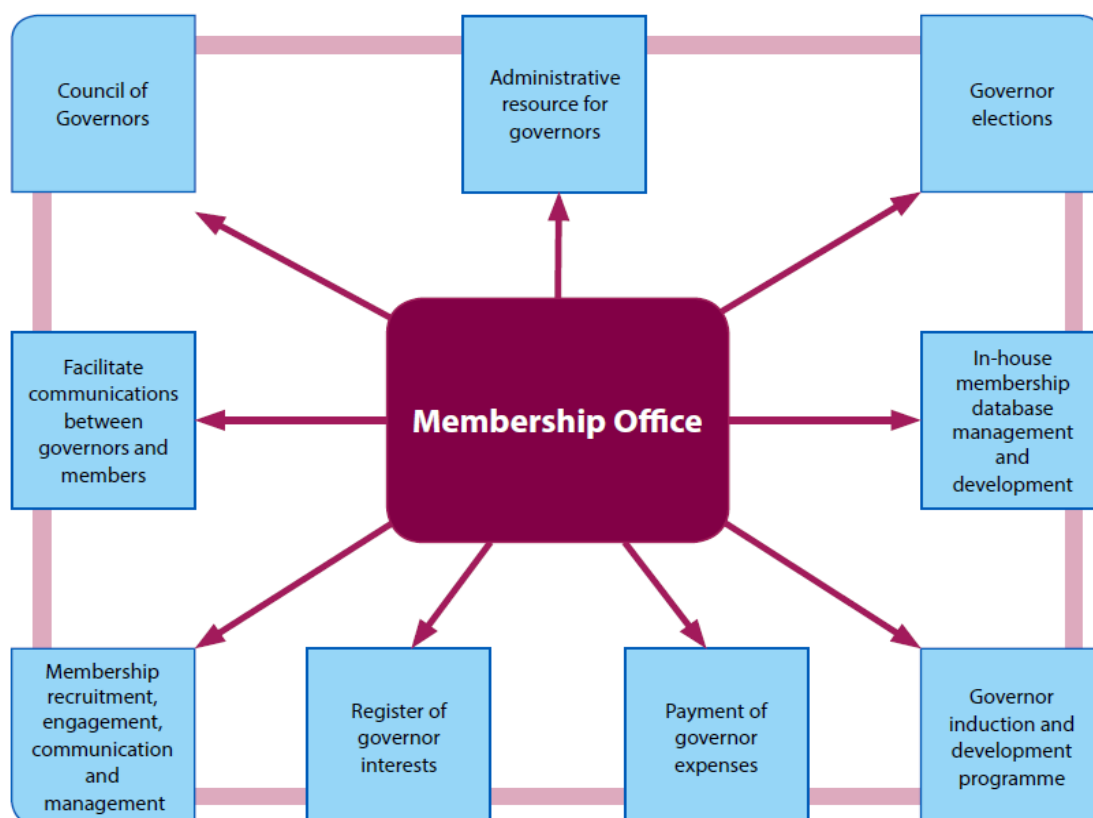 Council of
Governors
Administrative
resource for
governors
Governor
elections
Facilitate
communications
between
governors and
members
Membership Office
In-house
membership
database
management
and
development
Membership
recruitment,
engagement,
communication
and
management
Register of
governor
interests
Payment of
governor
expenses
Governor
induction and
development
programme